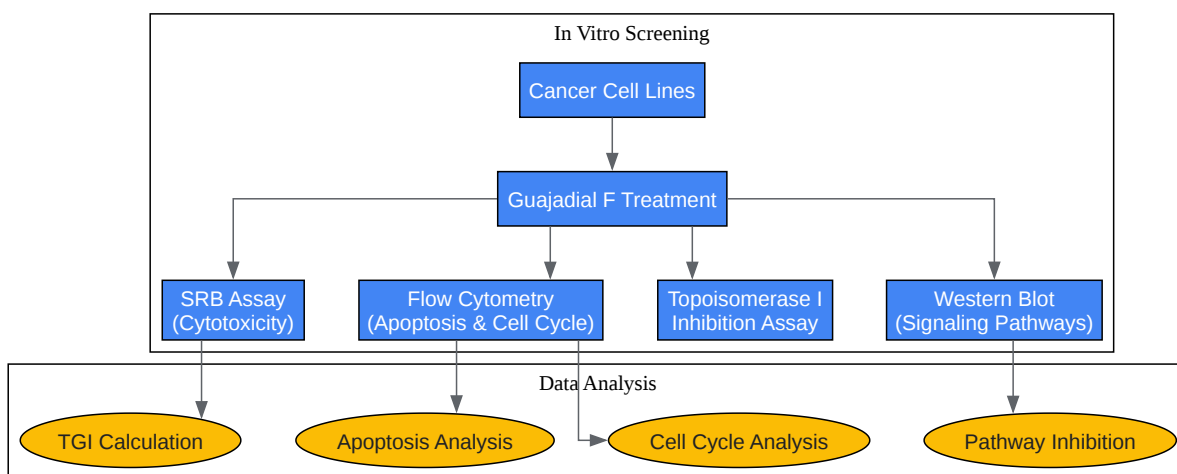 In Vitro Screening
Cancer Cell Lines
Guajadial F Treatment
SRB Assay
(Cytotoxicity)
Flow Cytometry
(Apoptosis & Cell Cycle)
Topoisomerase I
Inhibition Assay
Western Blot
(Signaling Pathways)
Data Analysis
TGI Calculation
Apoptosis Analysis
Cell Cycle Analysis
Pathway Inhibition